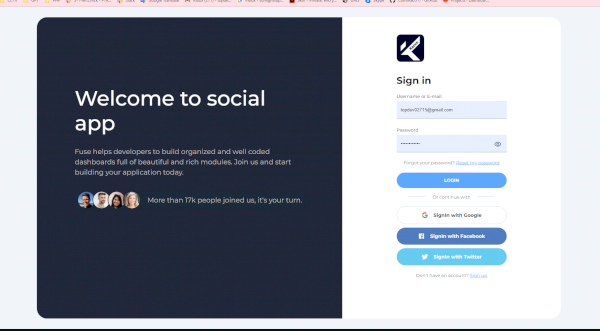 Welcome to social
app
Fuse helps developers to build organized and well coded
dashboards full of beautiful and rich modules. Join us and start
building your application today.
More than 17k people joined us, it's your turn.
Sign in
Username or E-mail
Password
Forgot your password? Reset my password
LOGIN
Or continue with
SignIn with Google
SignIn with Facebook
SignIn with Twitter
Don't have an account? Sign up